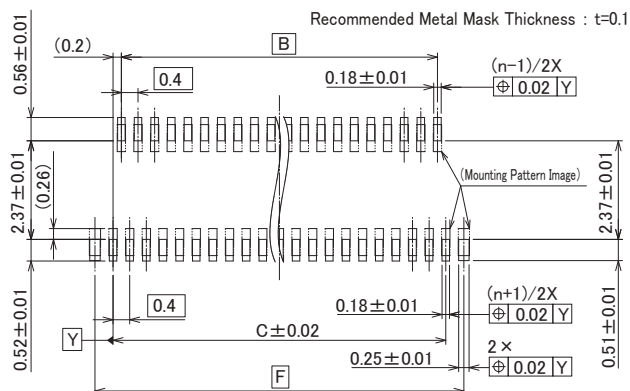 Recommended Metal Mask Thickness : t=0.1
(0.2)
B
0.56±0.01
0.4
0.18±0.01
(n-1)/2X
⌖ 0.02 Y
2.37±0.01
(0.26)
(Mounting Pattern Image)
2.37±0.01
0.52±0.01
0.4
0.18±0.01
(n+1)/2X
⌖ 0.02 Y
Y
C±0.02
0.25±0.01
2×
⌖ 0.02 Y
0.51±0.01
F